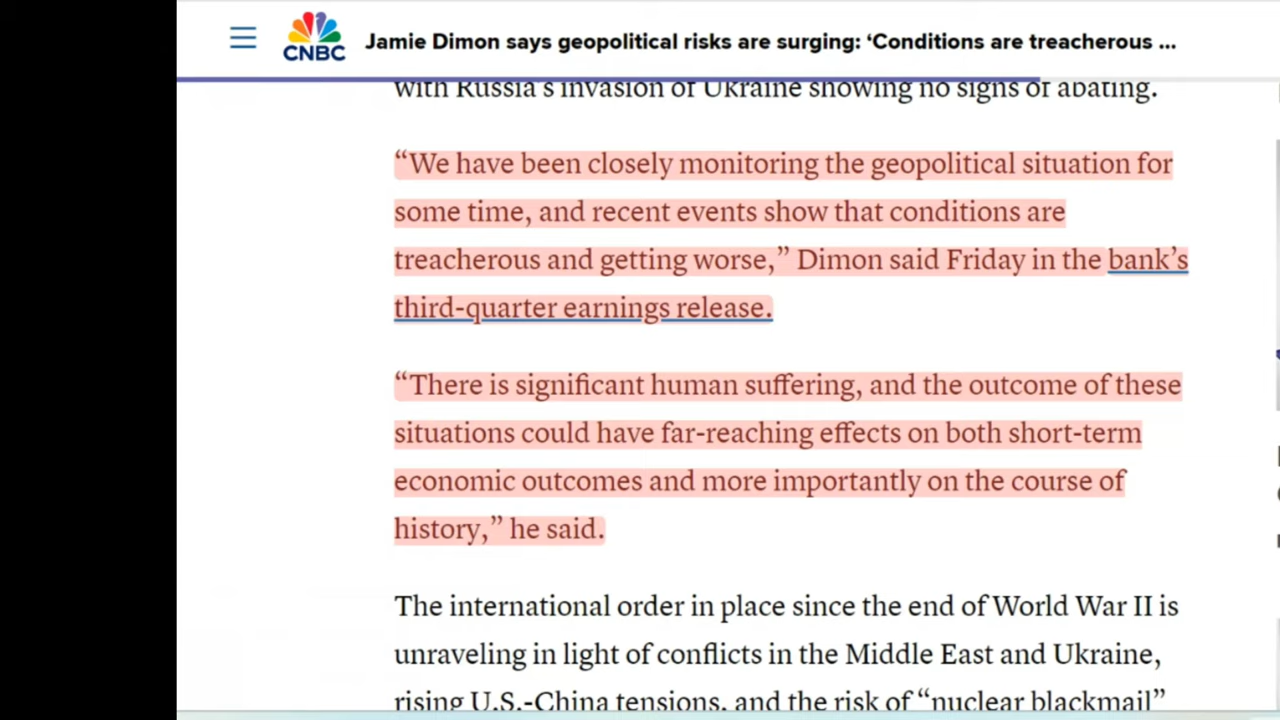 CNBC
Jamie Dimon says geopolitical risks are surging: ‘Conditions are treacherous ...
with Russia’s invasion of Ukraine showing no signs of abating.
“We have been closely monitoring the geopolitical situation for
some time, and recent events show that conditions are
treacherous and getting worse,” Dimon said Friday in the bank’s
third-quarter earnings release.
“There is significant human suffering, and the outcome of these
situations could have far-reaching effects on both short-term
economic outcomes and more importantly on the course of
history,” he said.
The international order in place since the end of World War II is
unraveling in light of conflicts in the Middle East and Ukraine,
rising U.S.-China tensions, and the risk of “nuclear blackmail”